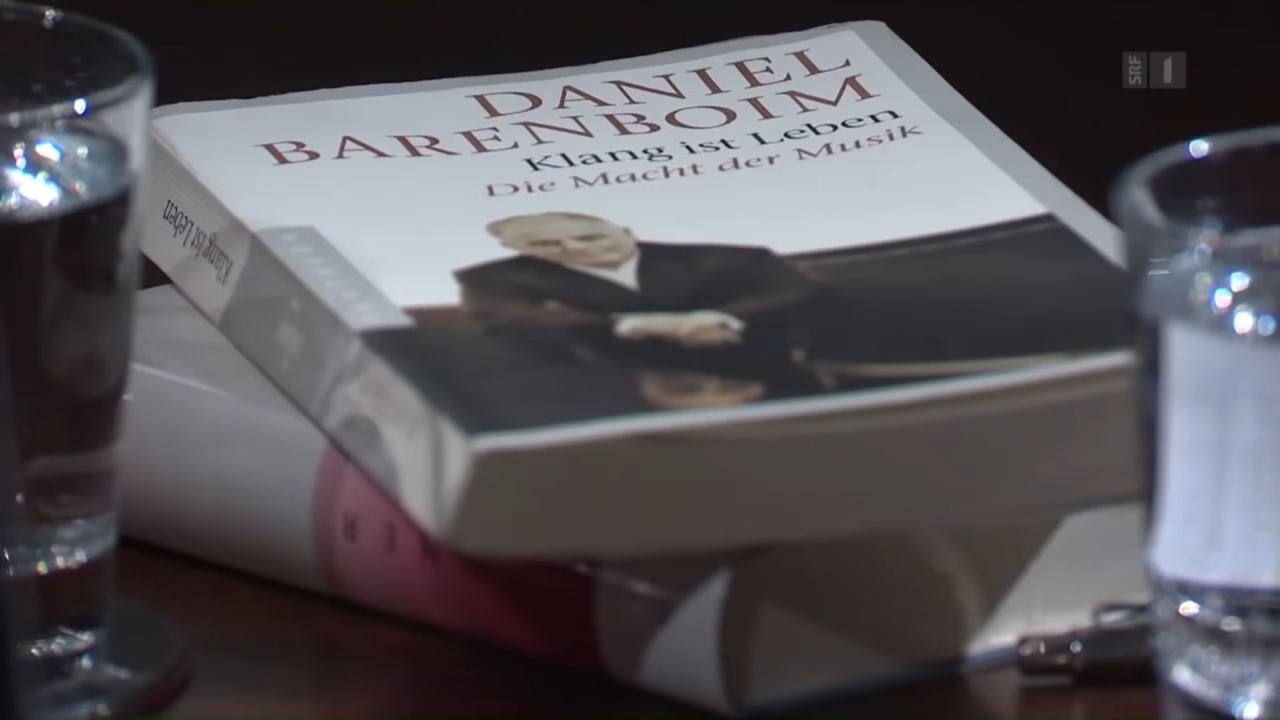 DANIEL
BARENBOIM
Klang ist Leben
Die Macht der Musik
Klang ist Leben
SRF 1